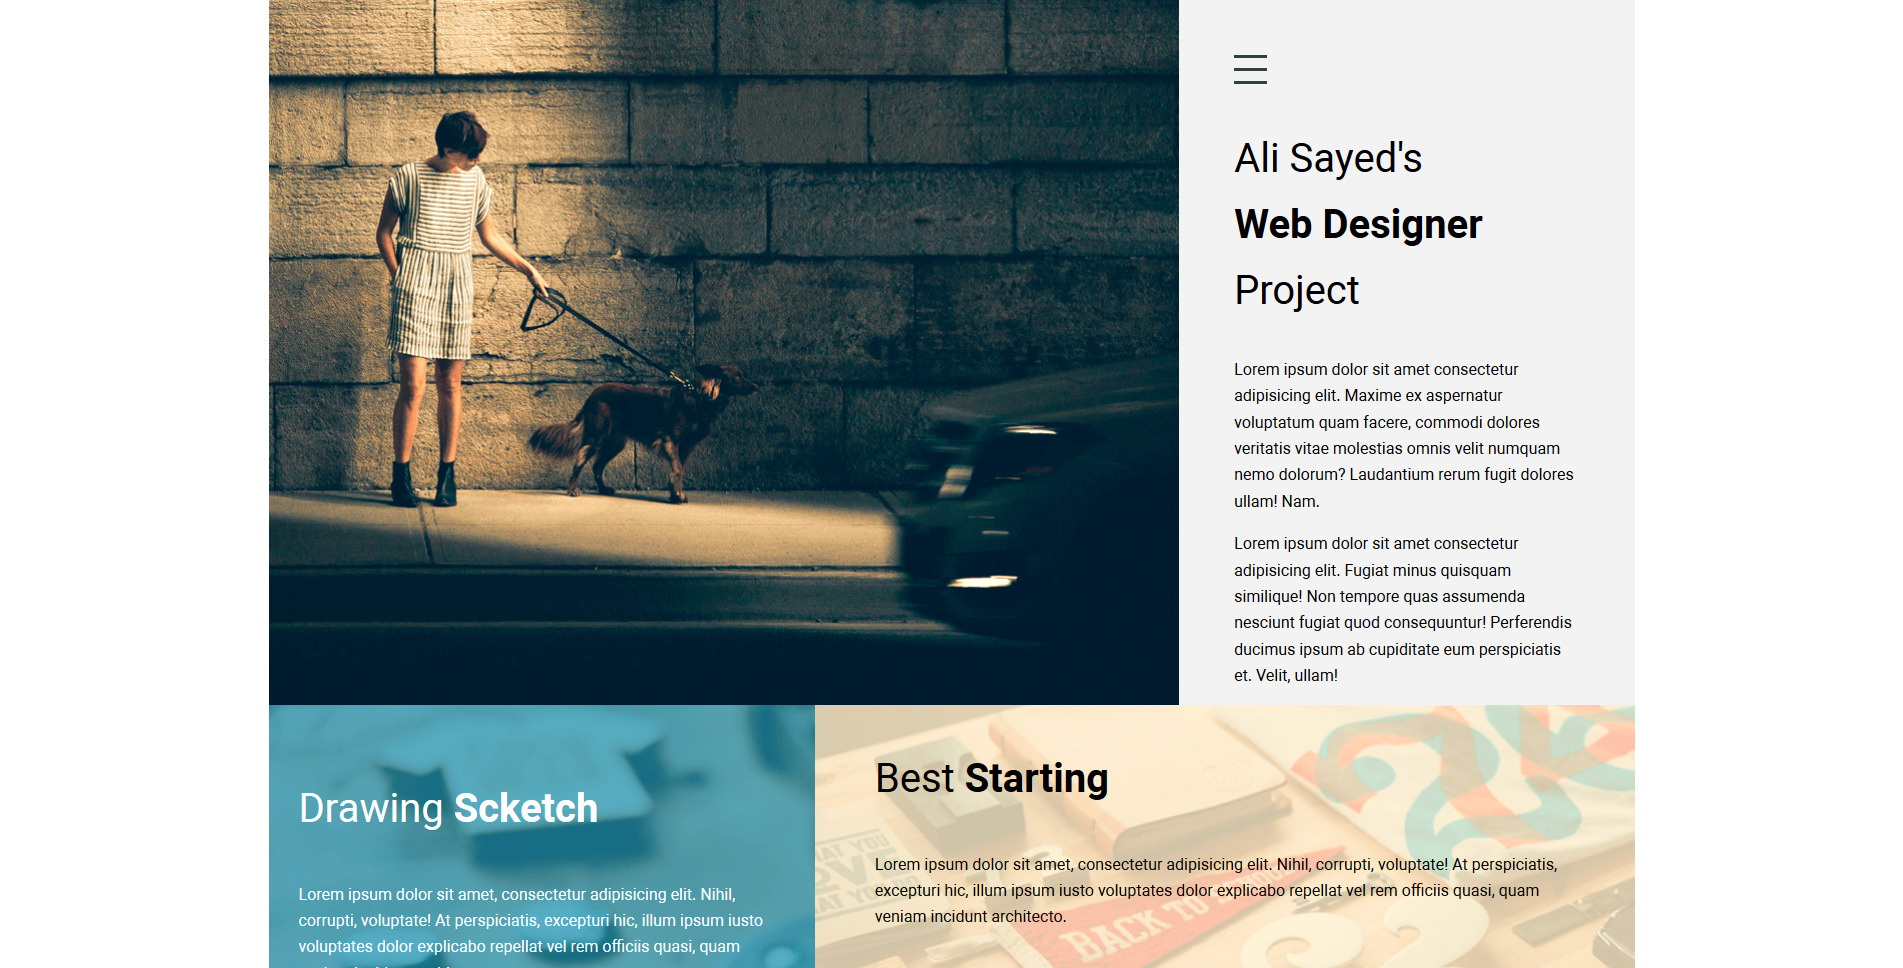 Ali Sayed's
Web Designer
Project
Lorem ipsum dolor sit amet consectetur
adipisicing elit. Maxime ex aspernatur
voluptatum quam facere, commodi dolores
veritatis vitae molestias omnis velit numquam
nemo dolorum? Laudantium rerum fugit dolores
ullam! Nam.
Lorem ipsum dolor sit amet consectetur
adipisicing elit. Fugiat minus quisquam
similique! Non tempore quas assumenda
nesciunt fugiat quod consequuntur! Perferendis
ducimus ipsum ab cupiditate eum perspiciatis
et. Velit, ullam!
Drawing Scketch
Lorem ipsum dolor sit amet, consectetur adipisicing elit. Nihil,
corrupti, voluptate! At perspiciatis, excepturi hic, illum ipsum iusto
voluptates dolor explicabo repellat vel rem officiis quasi, quam
Best Starting
Lorem ipsum dolor sit amet, consectetur adipisicing elit. Nihil, corrupti, voluptate! At perspiciatis,
excepturi hic, illum ipsum iusto voluptates dolor explicabo repellat vel rem officiis quasi, quam
veniam incidunt architecto.
BACK TO